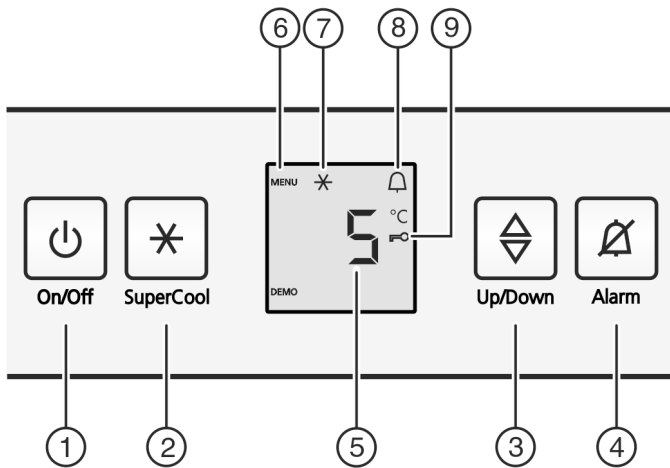 6 7 8 9
MENU
°C
5
DEMO
On/Off SuperCool Up/Down Alarm
1 2 5 3 4